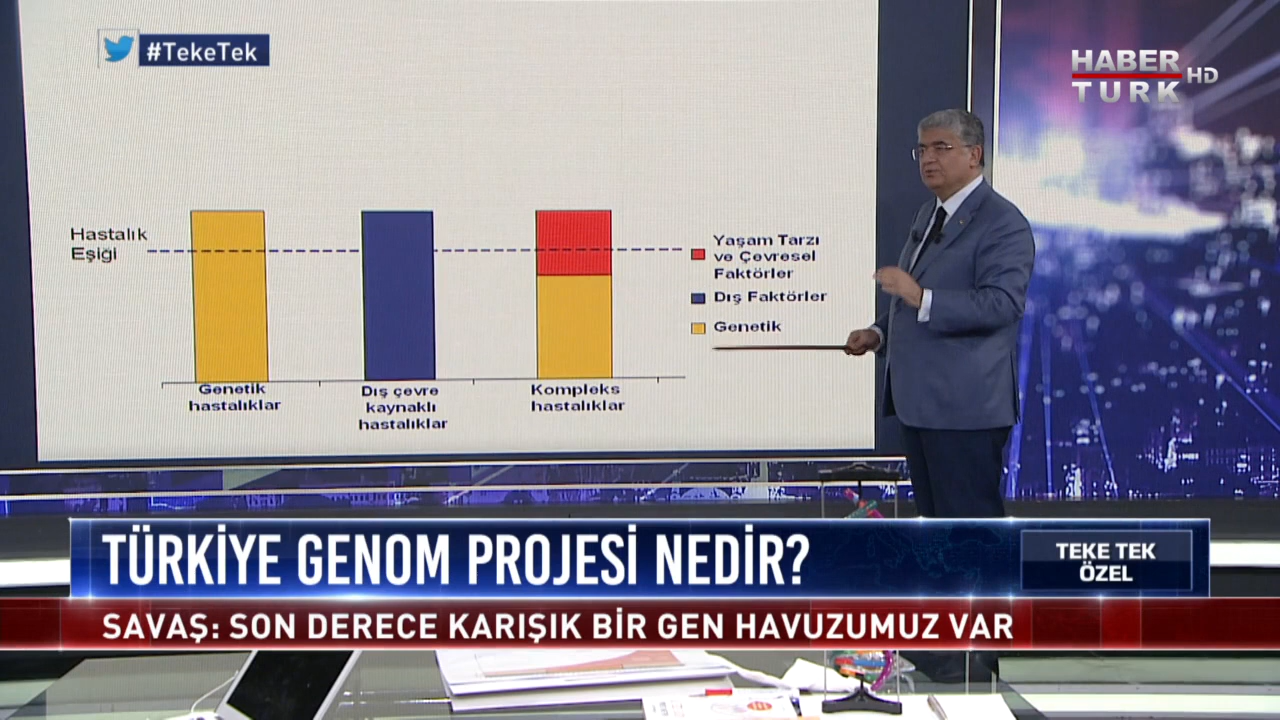 #TekeTek
HABER
TURK HD
Hastalık
Eşiği
Yaşam Tarzı
ve Çevresel
Faktörler
Dış Faktörler
Genetik
Genetik
hastalıklar
Dış çevre
kaynaklı
hastalıklar
Kompleks
hastalıklar
TÜRKİYE GENOM PROJESİ NEDİR?
TEKE TEK
ÖZEL
SAVAŞ: SON DERECE KARIŞIK BİR GEN HAVUZUMUZ VAR